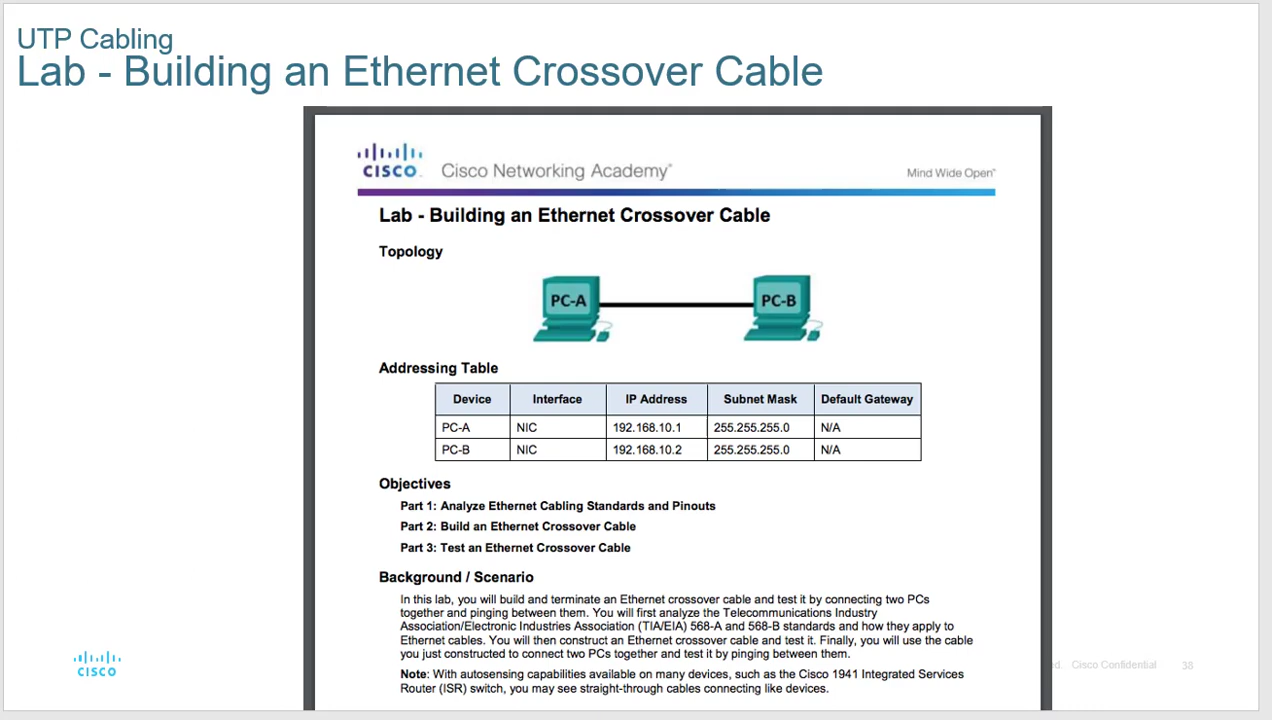 UTP Cabling
Lab - Building an Ethernet Crossover Cable
CISCO Cisco Networking Academy® Mind Wide Open®
Lab - Building an Ethernet Crossover Cable
Topology
PC-A PC-B
Addressing Table
Device Interface IP Address Subnet Mask Default Gateway
PC-A NIC 192.168.10.1 255.255.255.0 N/A
PC-B NIC 192.168.10.2 255.255.255.0 N/A
Objectives
Part 1: Analyze Ethernet Cabling Standards and Pinouts
Part 2: Build an Ethernet Crossover Cable
Part 3: Test an Ethernet Crossover Cable
Background / Scenario
In this lab, you will build and terminate an Ethernet crossover cable and test it by connecting two PCs
together and pinging between them. You will first analyze the Telecommunications Industry
Association/Electronic Industries Association (TIA/EIA) 568-A and 568-B standards and how they apply to
Ethernet cables. You will then construct an Ethernet crossover cable and test it. Finally, you will use the cable
you just constructed to connect two PCs together and test it by pinging between them.
Note: With autosensing capabilities available on many devices, such as the Cisco 1941 Integrated Services
Router (ISR) switch, you may see straight-through cables connecting like devices.
CISCO
Cisco Confidential 38